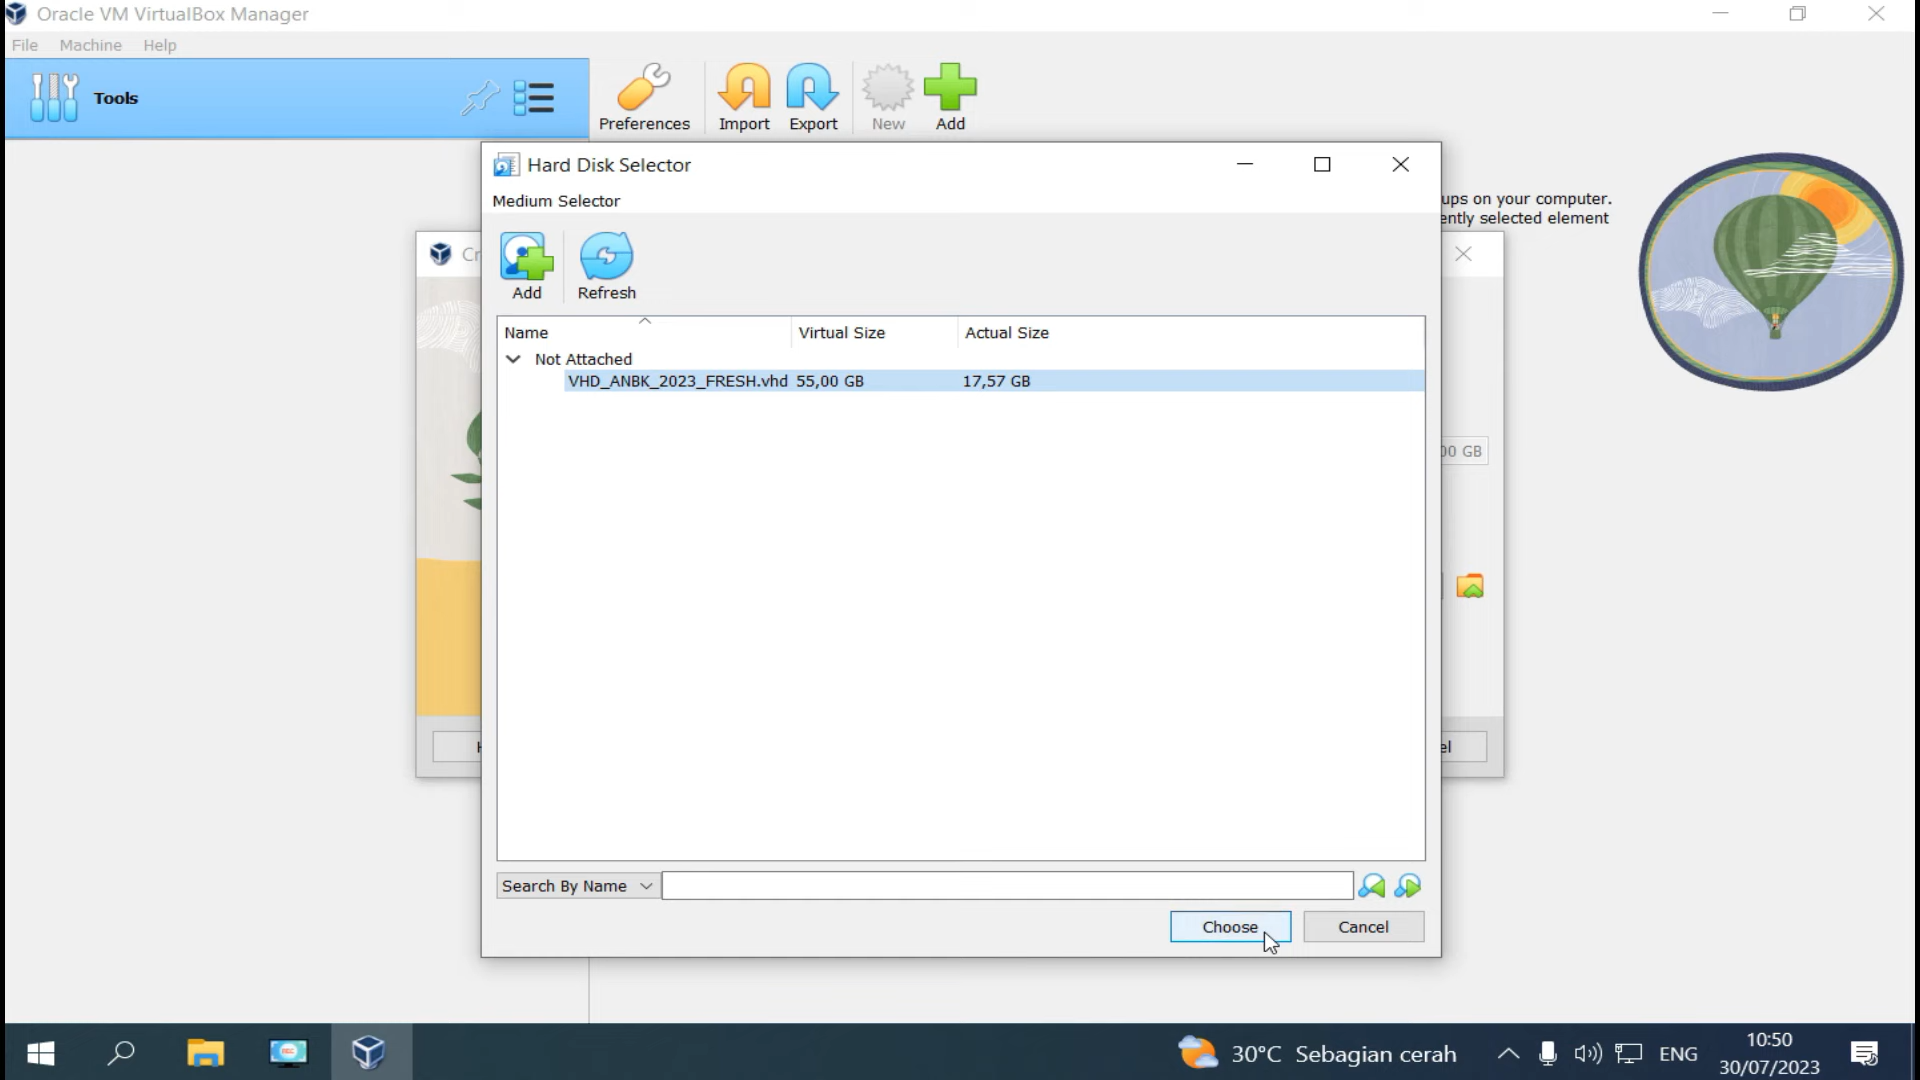 Oracle VM VirtualBox Manager
File Machine Help
Tools
Preferences Import Export New Add
Hard Disk Selector
Medium Selector
ups on your computer.
ently selected element
Cr
Add Refresh
Name Virtual Size Actual Size
Not Attached
VHD_ANBK_2023_FRESH.vhd 55,00 GB 17,57 GB
00 GB
H
el
Search By Name
Choose Cancel
30°C Sebagian cerah
ENG
10:50
30/07/2023